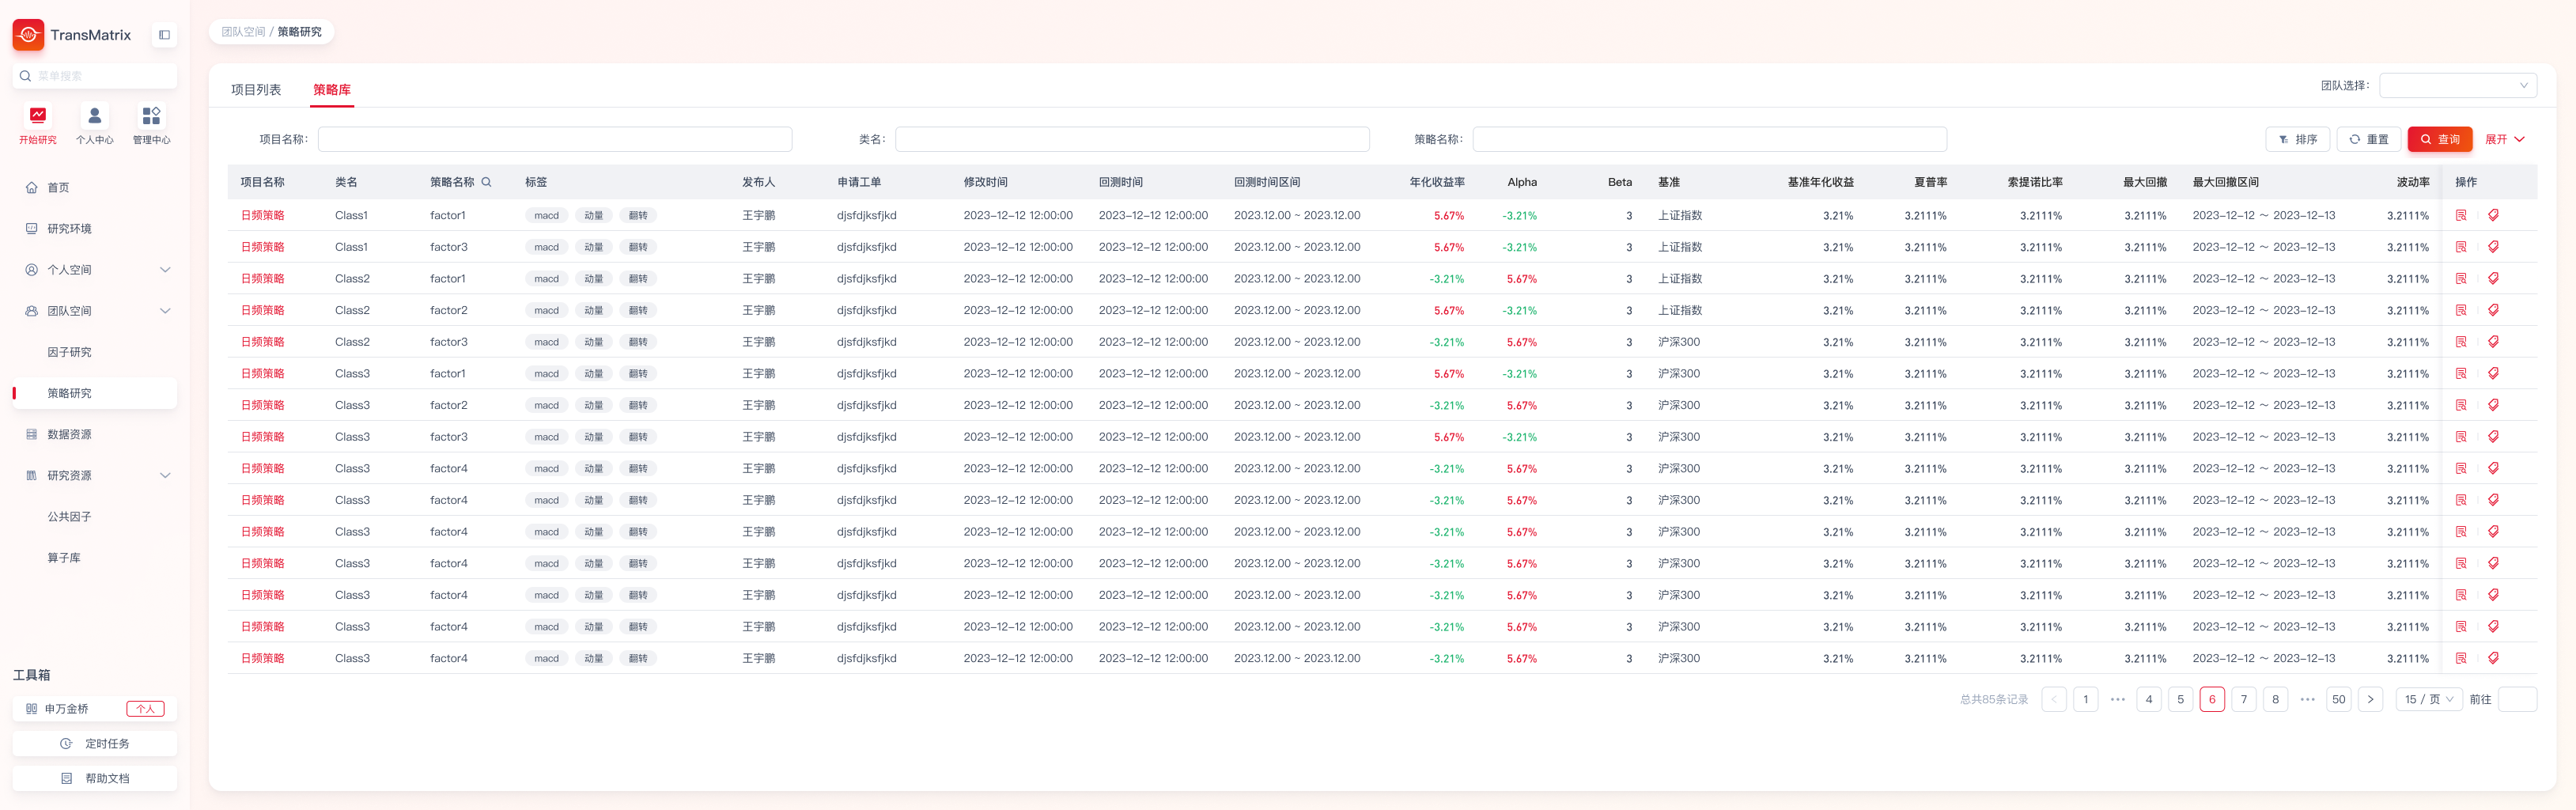 TransMatrix
菜单搜索
开始研究 个人中心 管理中心
首页
研究环境
个人空间
团队空间
因子研究
策略研究
数据资源
研究资源
公共因子
算子库
工具箱
申万金桥 个人
定时任务
帮助文档
团队空间 / 策略研究
项目列表 策略库 团队选择：
项目名称： 类名： 策略名称： 排序 重置 查询 展开
项目名称 类名 策略名称 标签 发布人 申请工单 修改时间 回测时间 回测时间区间 年化收益率 Alpha Beta 基准 基准年化收益 夏普率 索提诺比率 最大回撤 最大回撤区间 波动率 操作
日频策略 Class1 factor1 macd 动量 翻转 王宇鹏 djsfdjksfjkd 2023-12-12 12:00:00 2023-12-12 12:00:00 2023.12.00 ~ 2023.12.00 5.67% -3.21% 3 上证指数 3.21% 3.2111% 3.2111% 3.2111% 2023-12-12 ～ 2023-12-13 3.2111%
日频策略 Class1 factor3 macd 动量 翻转 王宇鹏 djsfdjksfjkd 2023-12-12 12:00:00 2023-12-12 12:00:00 2023.12.00 ~ 2023.12.00 5.67% -3.21% 3 上证指数 3.21% 3.2111% 3.2111% 3.2111% 2023-12-12 ～ 2023-12-13 3.2111%
日频策略 Class2 factor1 macd 动量 翻转 王宇鹏 djsfdjksfjkd 2023-12-12 12:00:00 2023-12-12 12:00:00 2023.12.00 ~ 2023.12.00 -3.21% 5.67% 3 上证指数 3.21% 3.2111% 3.2111% 3.2111% 2023-12-12 ～ 2023-12-13 3.2111%
日频策略 Class2 factor2 macd 动量 翻转 王宇鹏 djsfdjksfjkd 2023-12-12 12:00:00 2023-12-12 12:00:00 2023.12.00 ~ 2023.12.00 5.67% -3.21% 3 上证指数 3.21% 3.2111% 3.2111% 3.2111% 2023-12-12 ～ 2023-12-13 3.2111%
日频策略 Class2 factor3 macd 动量 翻转 王宇鹏 djsfdjksfjkd 2023-12-12 12:00:00 2023-12-12 12:00:00 2023.12.00 ~ 2023.12.00 -3.21% 5.67% 3 沪深300 3.21% 3.2111% 3.2111% 3.2111% 2023-12-12 ～ 2023-12-13 3.2111%
日频策略 Class3 factor1 macd 动量 翻转 王宇鹏 djsfdjksfjkd 2023-12-12 12:00:00 2023-12-12 12:00:00 2023.12.00 ~ 2023.12.00 5.67% -3.21% 3 沪深300 3.21% 3.2111% 3.2111% 3.2111% 2023-12-12 ～ 2023-12-13 3.2111%
日频策略 Class3 factor2 macd 动量 翻转 王宇鹏 djsfdjksfjkd 2023-12-12 12:00:00 2023-12-12 12:00:00 2023.12.00 ~ 2023.12.00 -3.21% 5.67% 3 沪深300 3.21% 3.2111% 3.2111% 3.2111% 2023-12-12 ～ 2023-12-13 3.2111%
日频策略 Class3 factor3 macd 动量 翻转 王宇鹏 djsfdjksfjkd 2023-12-12 12:00:00 2023-12-12 12:00:00 2023.12.00 ~ 2023.12.00 5.67% -3.21% 3 沪深300 3.21% 3.2111% 3.2111% 3.2111% 2023-12-12 ～ 2023-12-13 3.2111%
日频策略 Class3 factor4 macd 动量 翻转 王宇鹏 djsfdjksfjkd 2023-12-12 12:00:00 2023-12-12 12:00:00 2023.12.00 ~ 2023.12.00 -3.21% 5.67% 3 沪深300 3.21% 3.2111% 3.2111% 3.2111% 2023-12-12 ～ 2023-12-13 3.2111%
日频策略 Class3 factor4 macd 动量 翻转 王宇鹏 djsfdjksfjkd 2023-12-12 12:00:00 2023-12-12 12:00:00 2023.12.00 ~ 2023.12.00 -3.21% 5.67% 3 沪深300 3.21% 3.2111% 3.2111% 3.2111% 2023-12-12 ～ 2023-12-13 3.2111%
日频策略 Class3 factor4 macd 动量 翻转 王宇鹏 djsfdjksfjkd 2023-12-12 12:00:00 2023-12-12 12:00:00 2023.12.00 ~ 2023.12.00 -3.21% 5.67% 3 沪深300 3.21% 3.2111% 3.2111% 3.2111% 2023-12-12 ～ 2023-12-13 3.2111%
日频策略 Class3 factor4 macd 动量 翻转 王宇鹏 djsfdjksfjkd 2023-12-12 12:00:00 2023-12-12 12:00:00 2023.12.00 ~ 2023.12.00 -3.21% 5.67% 3 沪深300 3.21% 3.2111% 3.2111% 3.2111% 2023-12-12 ～ 2023-12-13 3.2111%
日频策略 Class3 factor4 macd 动量 翻转 王宇鹏 djsfdjksfjkd 2023-12-12 12:00:00 2023-12-12 12:00:00 2023.12.00 ~ 2023.12.00 -3.21% 5.67% 3 沪深300 3.21% 3.2111% 3.2111% 3.2111% 2023-12-12 ～ 2023-12-13 3.2111%
日频策略 Class3 factor4 macd 动量 翻转 王宇鹏 djsfdjksfjkd 2023-12-12 12:00:00 2023-12-12 12:00:00 2023.12.00 ~ 2023.12.00 -3.21% 5.67% 3 沪深300 3.21% 3.2111% 3.2111% 3.2111% 2023-12-12 ～ 2023-12-13 3.2111%
日频策略 Class3 factor4 macd 动量 翻转 王宇鹏 djsfdjksfjkd 2023-12-12 12:00:00 2023-12-12 12:00:00 2023.12.00 ~ 2023.12.00 -3.21% 5.67% 3 沪深300 3.21% 3.2111% 3.2111% 3.2111% 2023-12-12 ～ 2023-12-13 3.2111%
总共85条记录 < 1 ••• 4 5 6 7 8 ••• 50 > 15 / 页 前往